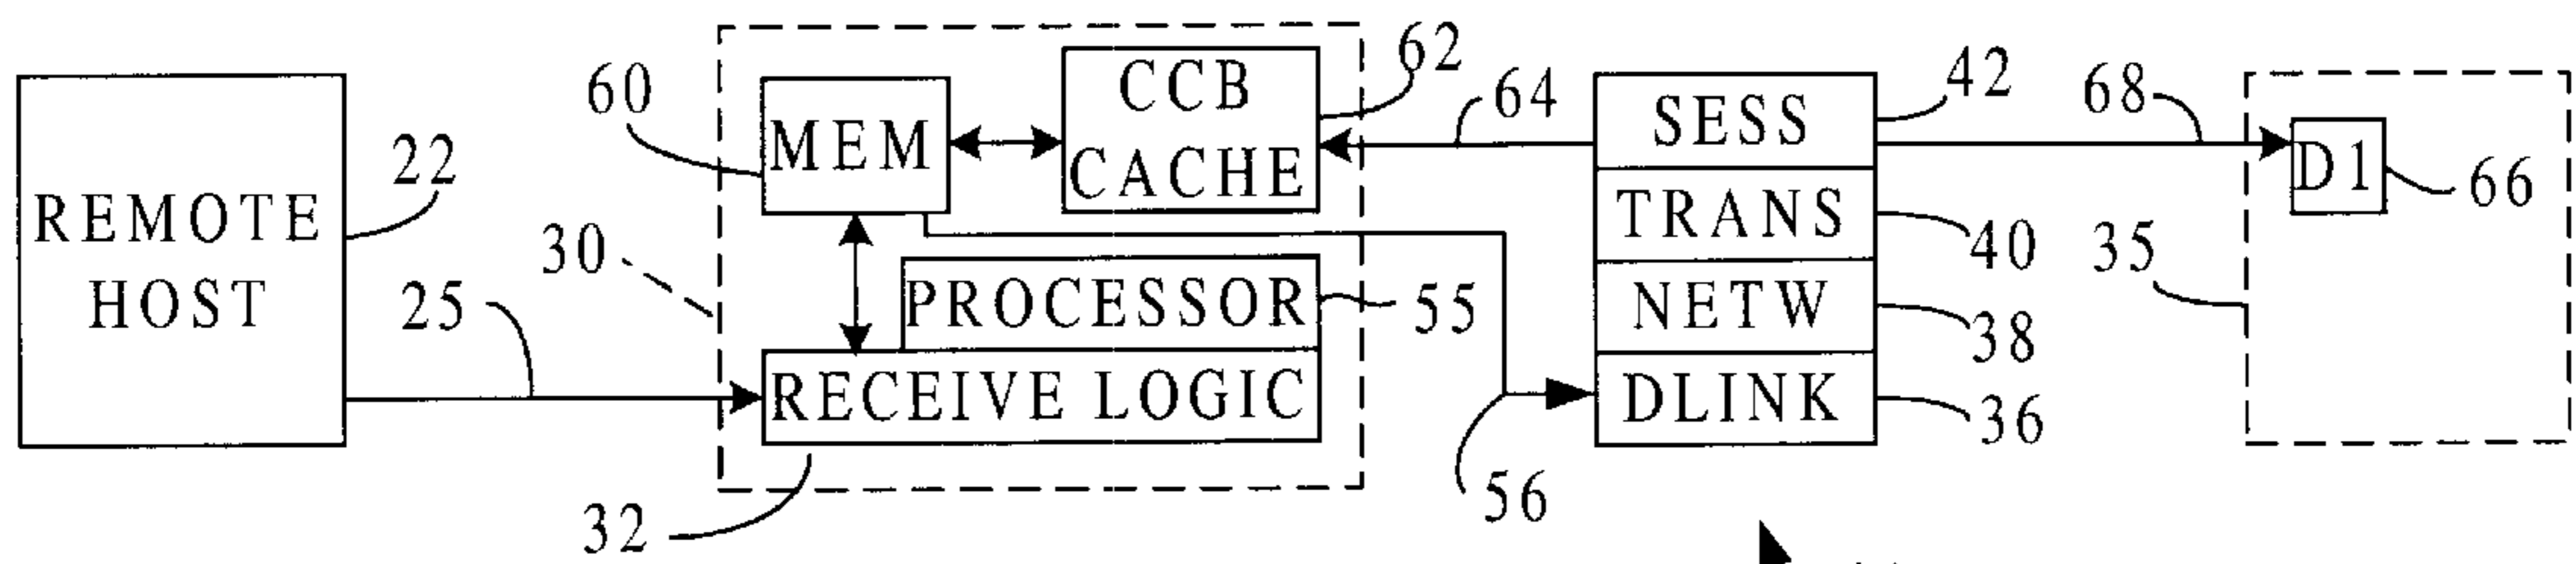 REMOTE
HOST
22
25
30
32
60
MEM
CCB
CACHE
62
PROCESSOR
55
RECEIVE LOGIC
64
56
SESS
42
TRANS
40
NETW
38
DLINK
36
68
D1
66
35